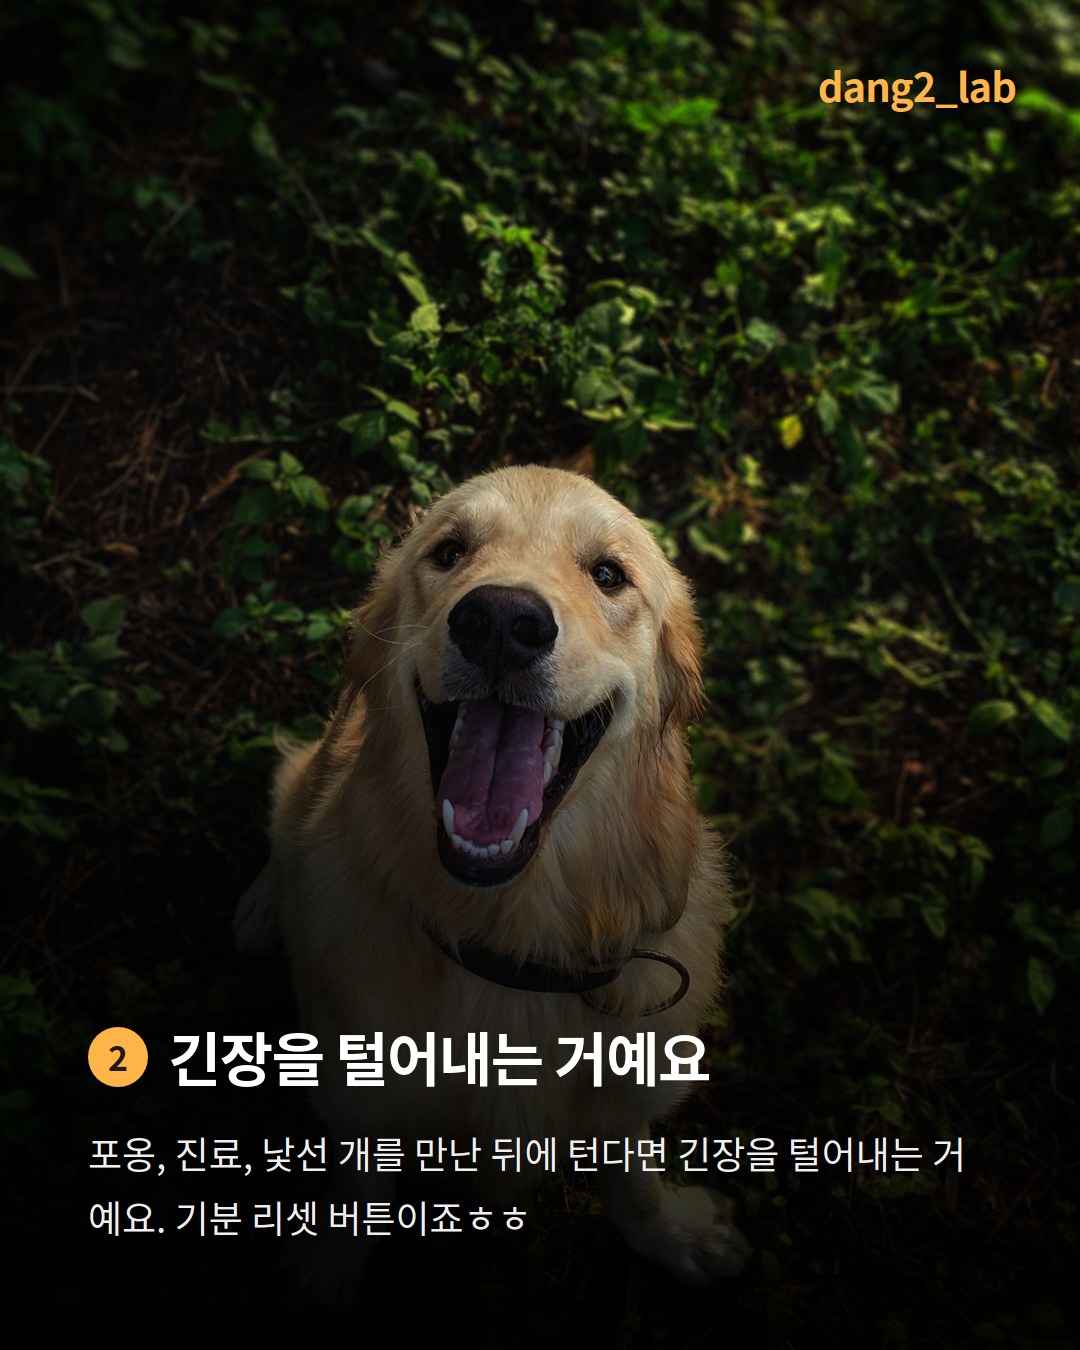 dang2_lab
2 긴장을 털어내는 거예요
포옹, 진료, 낯선 개를 만난 뒤에 턴다면 긴장을 털어내는 거
예요. 기분 리셋 버튼이죠ㅎㅎ